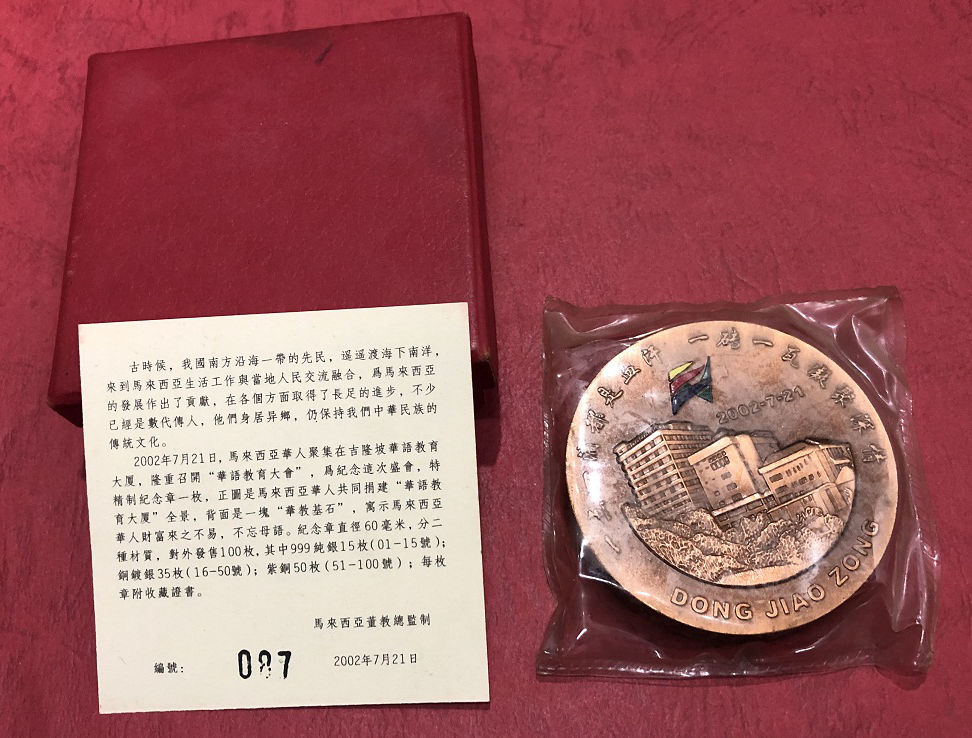 古時候，我國南方沿海一帶的先民，遥遥渡海下南洋，
來到馬來西亞生活工作與當地人民交流融合，爲馬來西亞
的發展作出了貢獻，在各個方面取得了長足的進步，不少
已經是數代傳人，他們身居异鄉，仍保持我們中華民族的
傳統文化。
2002年7月21日，馬來西亞華人聚集在吉隆坡華語教育
大厦，隆重召開“華語教育大會”，爲紀念這次盛會，特
精制紀念章一枚，正圖是馬來西亞華人共同捐建“華語教
育大厦”全景，背面是一塊“華教基石”，寓示馬來西亞
華人財富來之不易，不忘母語。紀念章直徑60毫米，分二
種材質，對外發售100枚，其中999純銀15枚(01-15號)；
銅鍍銀35枚(16-50號)；紫銅50枚(51-100號)；每枚
章附收藏證書。
馬來西亞董教總監制
編號：
087
2002年7月21日
都是血汗 一磚一瓦
2002-7-21
DONG JIAO ZONG